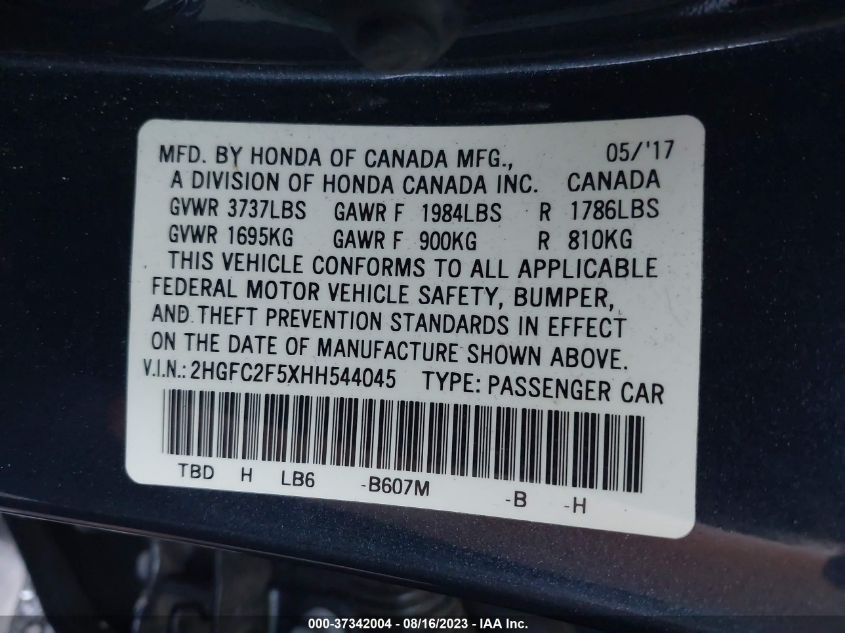 MFD. BY HONDA OF CANADA MFG., 05/'17
A DIVISION OF HONDA CANADA INC. CANADA
GVWR 3737LBS GAWR F 1984LBS R 1786LBS
GVWR 1695KG GAWR F 900KG R 810KG
THIS VEHICLE CONFORMS TO ALL APPLICABLE
FEDERAL MOTOR VEHICLE SAFETY, BUMPER,
AND THEFT PREVENTION STANDARDS IN EFFECT
ON THE DATE OF MANUFACTURE SHOWN ABOVE.
V.I.N.: 2HGFC2F5XHH544045 TYPE: PASSENGER CAR
TBD H LB6 -B607M -B -H
000-37342004 - 08/16/2023 - IAA Inc.